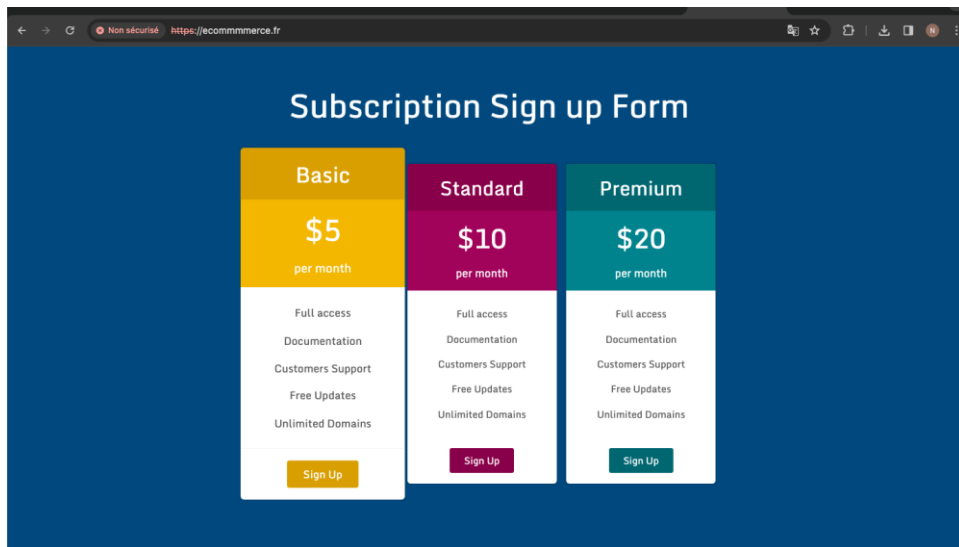 Non sécurisé https://ecommmmerce.fr
N
Subscription Sign up Form
Basic
$5
per month
Full access
Documentation
Customers Support
Free Updates
Unlimited Domains
Sign Up
Standard
$10
per month
Full access
Documentation
Customers Support
Free Updates
Unlimited Domains
Sign Up
Premium
$20
per month
Full access
Documentation
Customers Support
Free Updates
Unlimited Domains
Sign Up